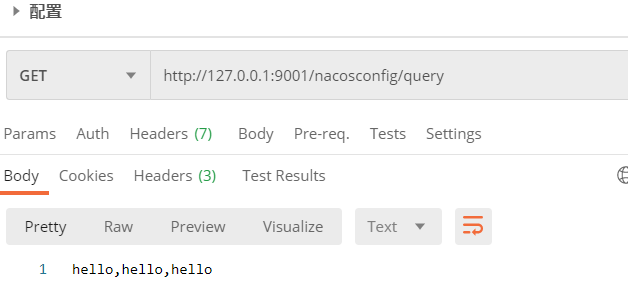 配置
GET http://127.0.0.1:9001/nacosconfig/query
Params Auth Headers (7) Body Pre-req. Tests Settings
Body Cookies Headers (3) Test Results
Pretty Raw Preview Visualize Text
1 hello,hello,hello